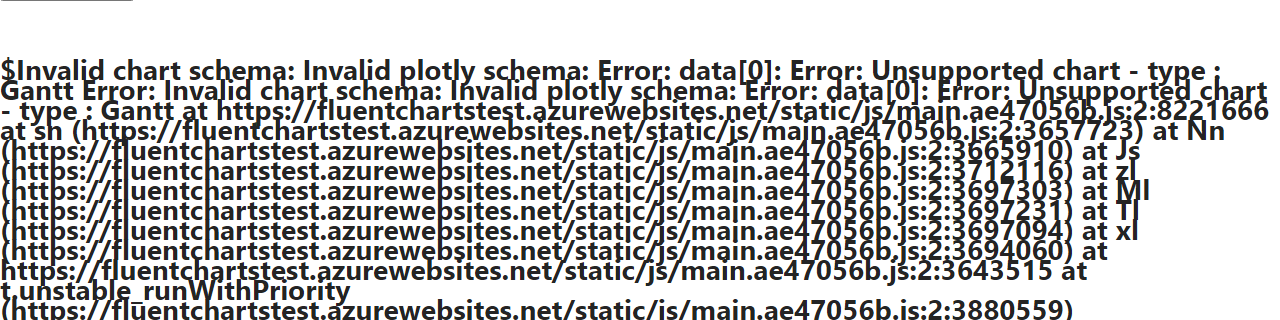 $Invalid chart schema: Invalid plotly schema: Error: data[0]: Error: Unsupported chart - type :
Gantt Error: Invalid chart schema: Invalid plotly schema: Error: data[0]: Error: Unsupported chart
- type : Gantt at https://fluentchartstest.azurewebsites.net/static/js/main.ae47056b.js:2:8221666
at sh (https://fluentchartstest.azurewebsites.net/static/js/main.ae47056b.js:2:3657723) at Nn
(https://fluentchartstest.azurewebsites.net/static/js/main.ae47056b.js:2:3665910) at Js
(https://fluentchartstest.azurewebsites.net/static/js/main.ae47056b.js:2:3712116) at zl
(https://fluentchartstest.azurewebsites.net/static/js/main.ae47056b.js:2:3697303) at Ml
(https://fluentchartstest.azurewebsites.net/static/js/main.ae47056b.js:2:3697231) at Tl
(https://fluentchartstest.azurewebsites.net/static/js/main.ae47056b.js:2:3697094) at xl
(https://fluentchartstest.azurewebsites.net/static/js/main.ae47056b.js:2:3694060) at
https://fluentchartstest.azurewebsites.net/static/js/main.ae47056b.js:2:3643515 at
t.unstable_runWithPriority
(https://fluentchartstest.azurewebsites.net/static/js/main.ae47056b.js:2:3880559)